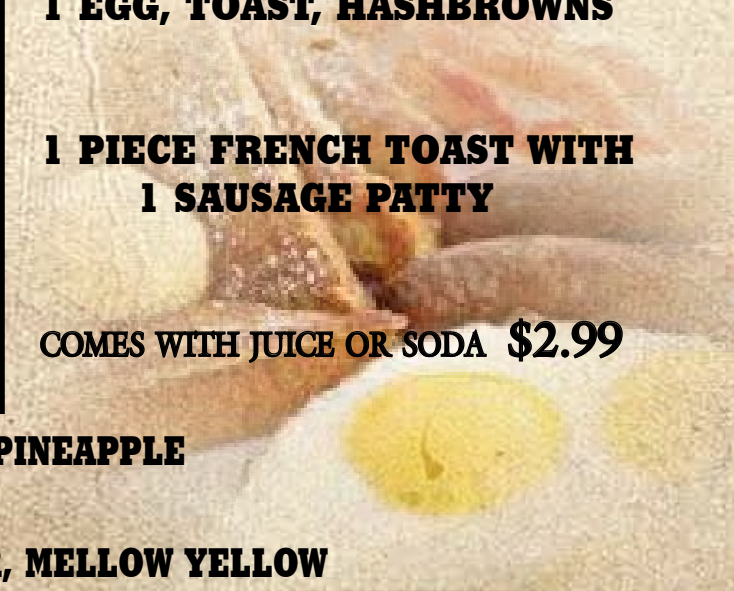 1 EGG, TOAST, HASHBROWNS
1 PIECE FRENCH TOAST WITH
1 SAUSAGE PATTY
COMES WITH JUICE OR SODA $2.99
PINEAPPLE
, MELLOW YELLOW